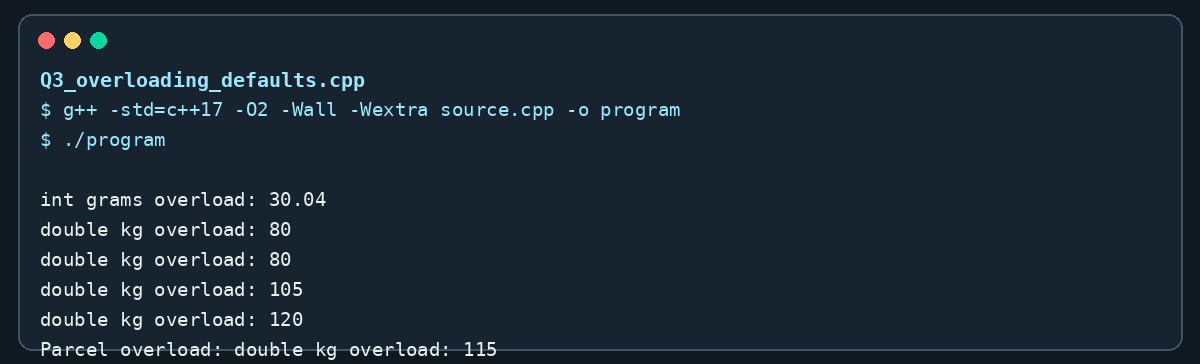 Q3_overloading_defaults.cpp
$ g++ -std=c++17 -O2 -Wall -Wextra source.cpp -o program
$ ./program
int grams overload: 30.04
double kg overload: 80
double kg overload: 80
double kg overload: 105
double kg overload: 120
Parcel overload: double kg overload: 115